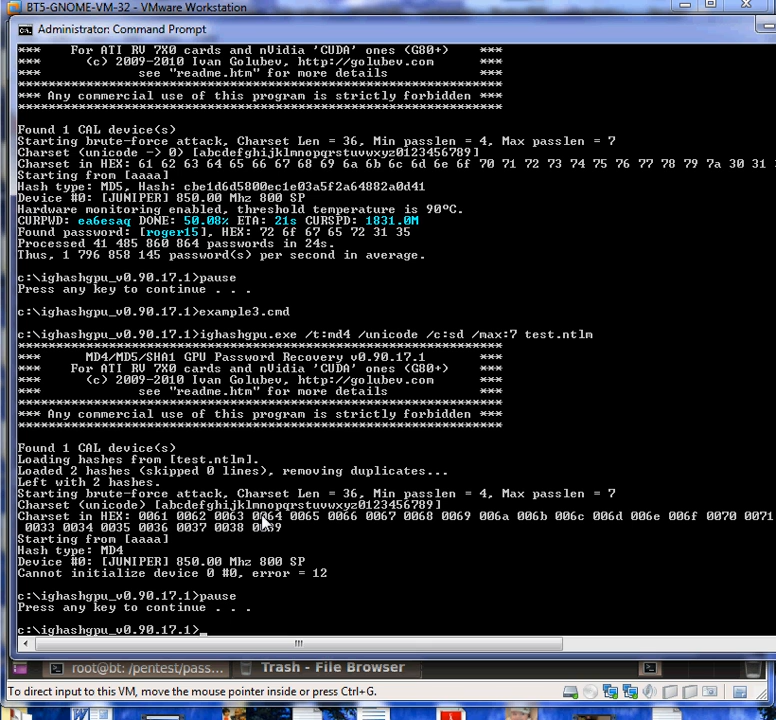 BT5-GNOME-VM-32 - VMware Workstation
Administrator: Command Prompt
***     For ATI RV 7X0 cards and nVidia 'CUDA' ones (G80+)    ***
***       (c) 2009-2010 Ivan Golubev, http://golubev.com      ***
***              see "readme.htm" for more details            ***
*****************************************************************
*** Any commercial use of this program is strictly forbidden ***
*****************************************************************
Found 1 CAL device(s)
Starting brute-force attack, Charset Len = 36, Min passlen = 4, Max passlen = 7
Charset (unicode -> 0) [abcdefghijklmnopqrstuvwxyz0123456789]
Charset in HEX: 61 62 63 64 65 66 67 68 69 6a 6b 6c 6d 6e 6f 70 71 72 73 74 75 76 77 78 79 7a 30 31
Starting from [aaaa]
Hash type: MD5, Hash: cbe1d6d5800ec1e03a5f2a64882a0d41
Device #0: [JUNIPER] 850.00 Mhz 800 SP
Hardware monitoring enabled, threshold temperature is 90ºC.
CURPWD: ea6esaq DONE: 50.08% ETA: 21s CURSPD: 1831.0M
Found password: [roger15], HEX: 72 6f 67 65 72 31 35
Processed 41 485 860 864 passwords in 24s.
Thus, 1 796 858 145 password(s) per second in average.
c:\ighashgpu_v0.90.17.1>pause
Press any key to continue . . .
c:\ighashgpu_v0.90.17.1>example3.cmd
c:\ighashgpu_v0.90.17.1>ighashgpu.exe /t:md4 /unicode /c:sd /max:7 test.ntlm
*****************************************************************
***       MD4/MD5/SHA1 GPU Password Recovery v0.90.17.1       ***
***     For ATI RV 7X0 cards and nVidia 'CUDA' ones (G80+)    ***
***       (c) 2009-2010 Ivan Golubev, http://golubev.com      ***
***              see "readme.htm" for more details            ***
*****************************************************************
*** Any commercial use of this program is strictly forbidden ***
*****************************************************************
Found 1 CAL device(s)
Loading hashes from [test.ntlm].
Loaded 2 hashes (skipped 0 lines), removing duplicates...
Left with 2 hashes.
Starting brute-force attack, Charset Len = 36, Min passlen = 4, Max passlen = 7
Charset (unicode) [abcdefghijklmnopqrstuvwxyz0123456789]
Charset in HEX: 0061 0062 0063 0064 0065 0066 0067 0068 0069 006a 006b 006c 006d 006e 006f 0070 0071
0033 0034 0035 0036 0037 0038 0039
Starting from [aaaa]
Hash type: MD4
Device #0: [JUNIPER] 850.00 Mhz 800 SP
Cannot initialize device 0 #0, error = 12
c:\ighashgpu_v0.90.17.1>pause
Press any key to continue . . .
c:\ighashgpu_v0.90.17.1>_
root@bt: /pentest/pass... Trash - File Browser
To direct input to this VM, move the mouse pointer inside or press Ctrl+G.